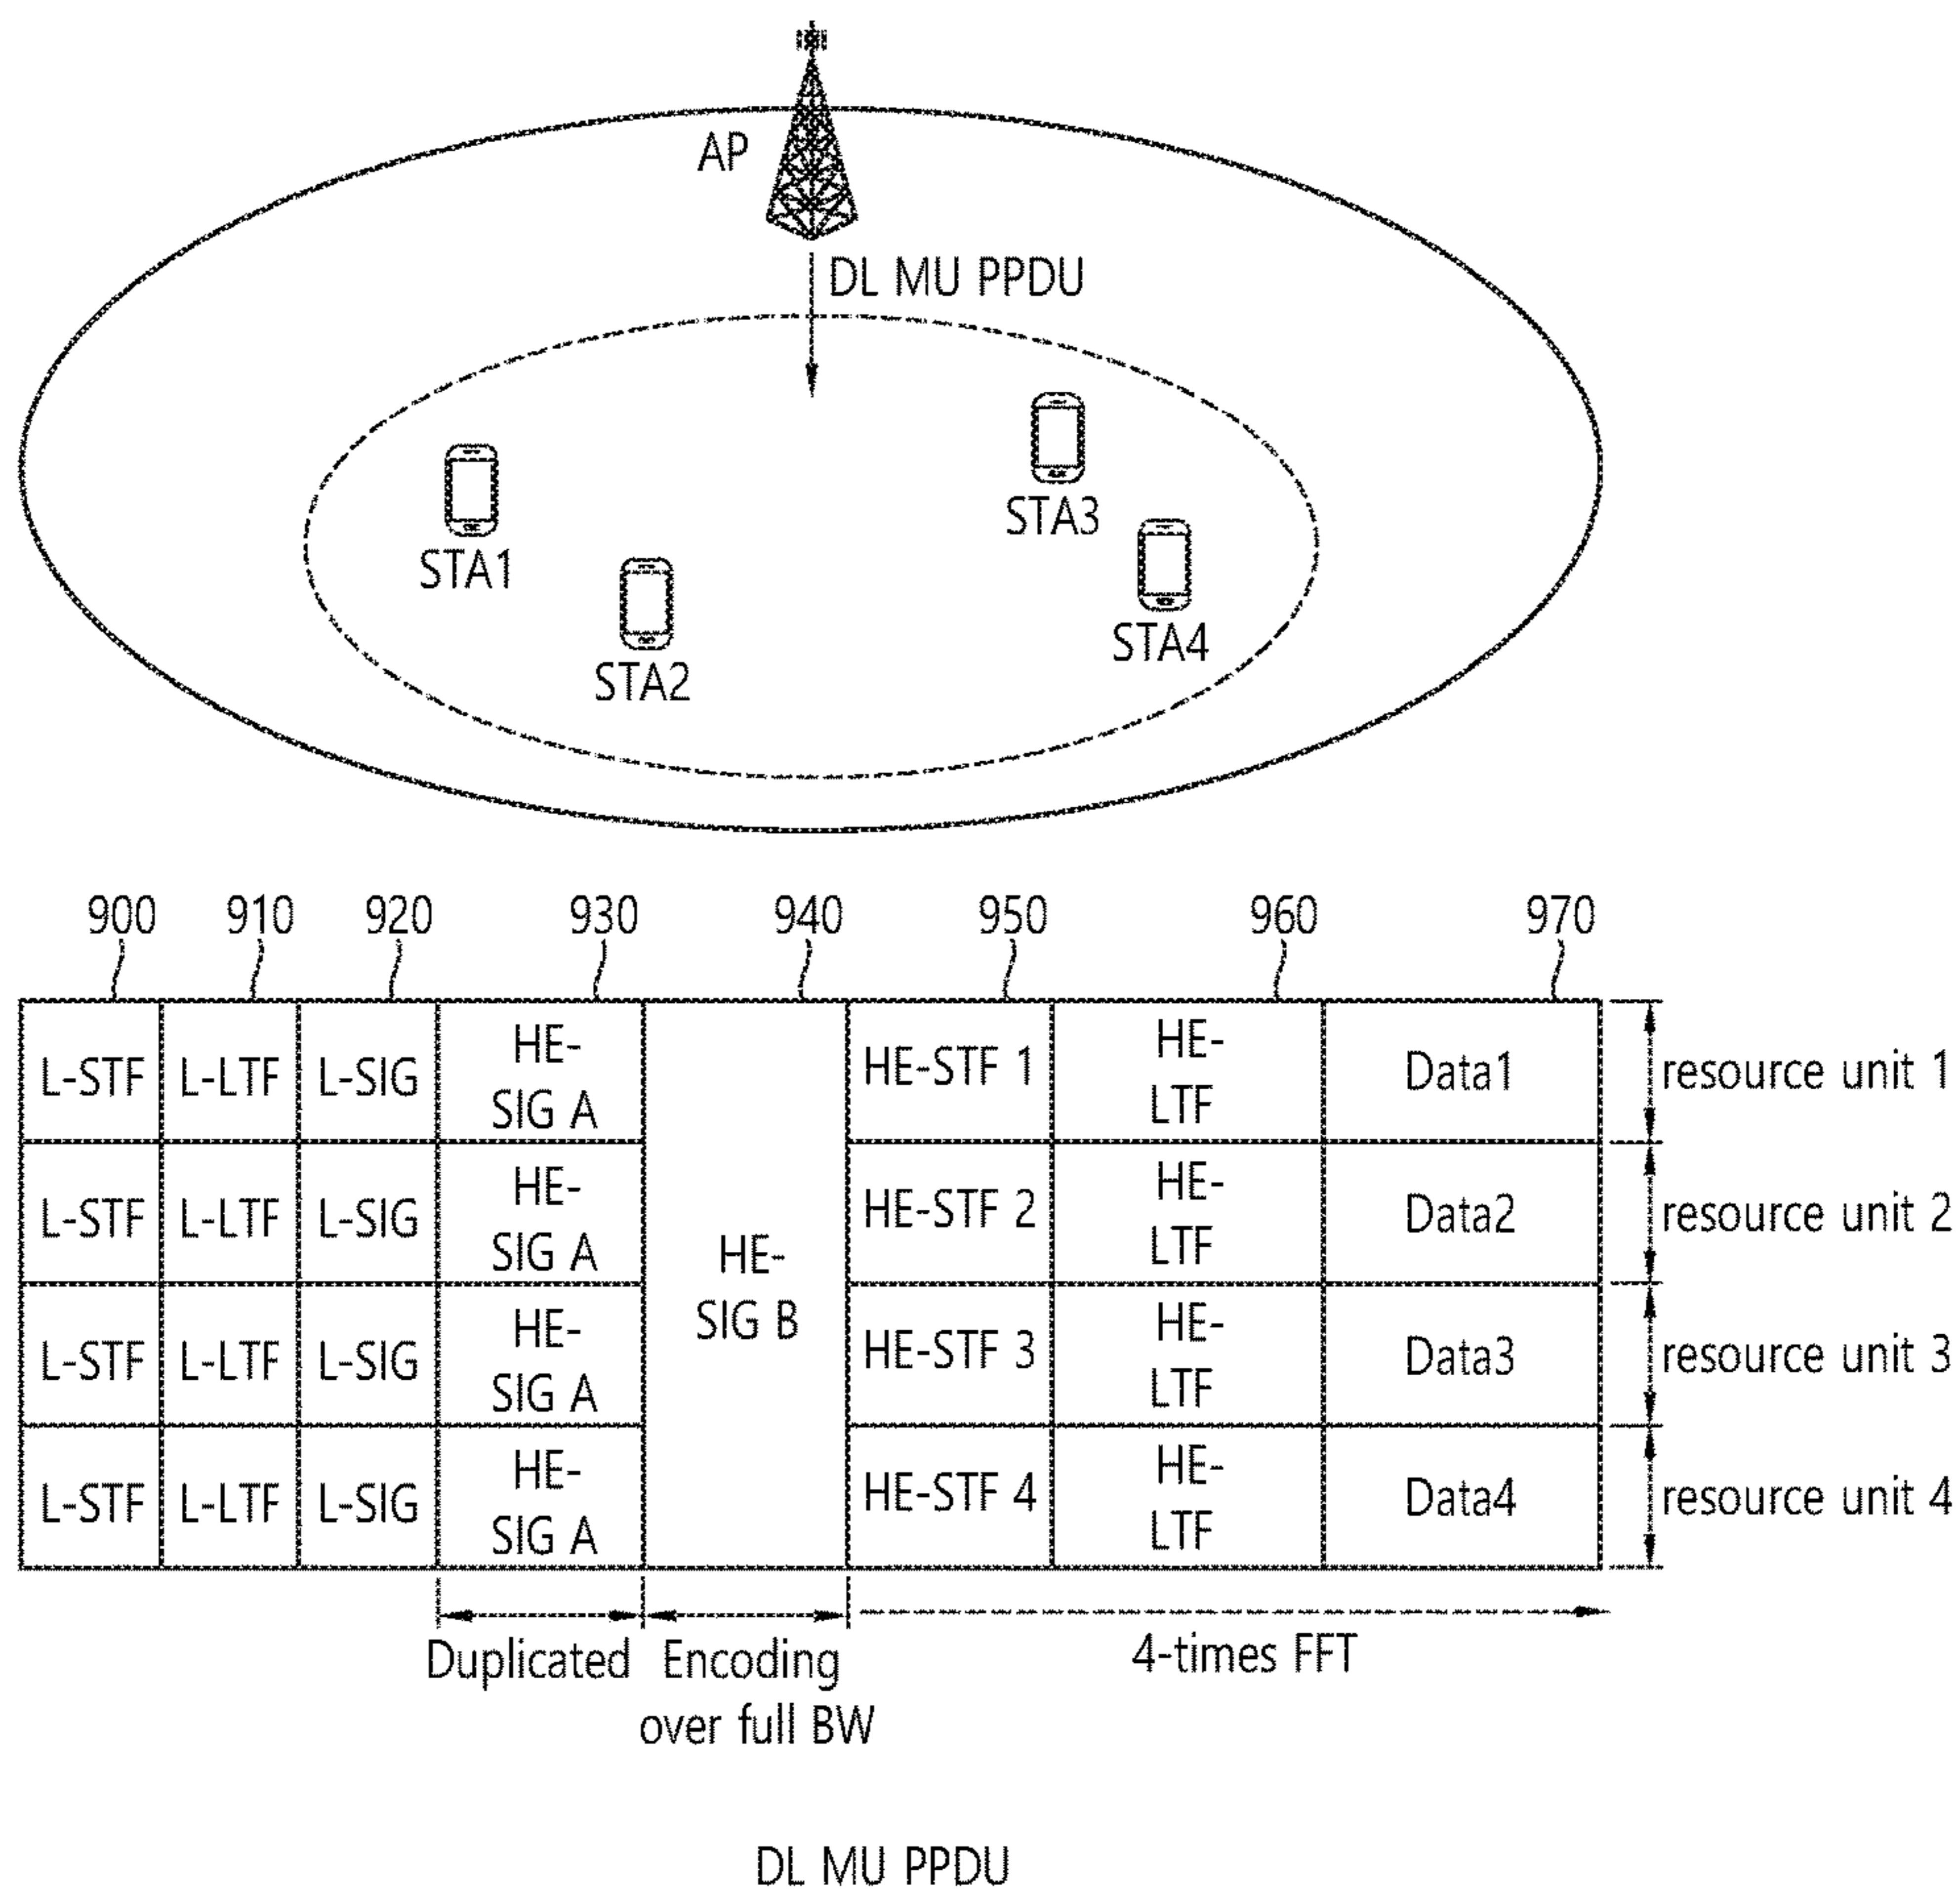 AP
DL MU PPDU
STA1
STA2
STA3
STA4
900 910 920 930 940 950 960 970
L-STF L-LTF L-SIG HE-
SIG A HE-STF 1 HE-
LTF Data1 resource unit 1
L-STF L-LTF L-SIG HE-
SIG A HE-STF 2 HE-
LTF Data2 resource unit 2
HE-
SIG B
L-STF L-LTF L-SIG HE-
SIG A HE-STF 3 HE-
LTF Data3 resource unit 3
L-STF L-LTF L-SIG HE-
SIG A HE-STF 4 HE-
LTF Data4 resource unit 4
Duplicated
Encoding
over full BW
4-times FFT
DL MU PPDU